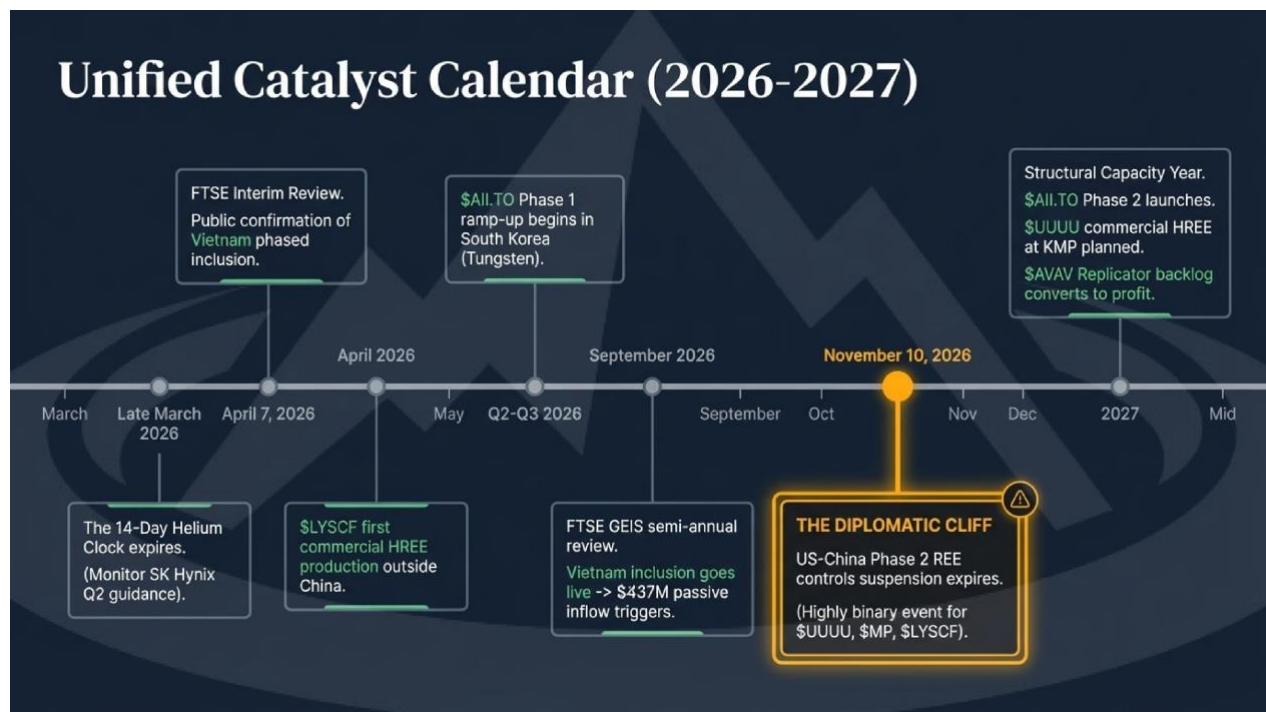 Unified Catalyst Calendar (2026-2027)
FTSE Interim Review.
Public confirmation of
Vietnam phased
inclusion.
$AII.TO Phase 1
ramp-up begins in
South Korea
(Tungsten).
Structural Capacity Year.
$AII.TO Phase 2 launches.
$UUUU commercial HREE
at KMP planned.
$AVAV Replicator backlog
converts to profit.
April 2026
September 2026
November 10, 2026
March
Late March
2026
April 7, 2026
May
Q2-Q3 2026
September
Oct
Nov
Dec
2027
Mid
The 14-Day Helium
Clock expires.
(Monitor SK Hynix
Q2 guidance).
$LYSCF first
commercial HREE
production outside
China.
FTSE GEIS semi-annual
review.
Vietnam inclusion goes
live -> $437M passive
inflow triggers.
THE DIPLOMATIC CLIFF
US-China Phase 2 REE
controls suspension expires.
(Highly binary event for
$UUUU, $MP, $LYSCF).